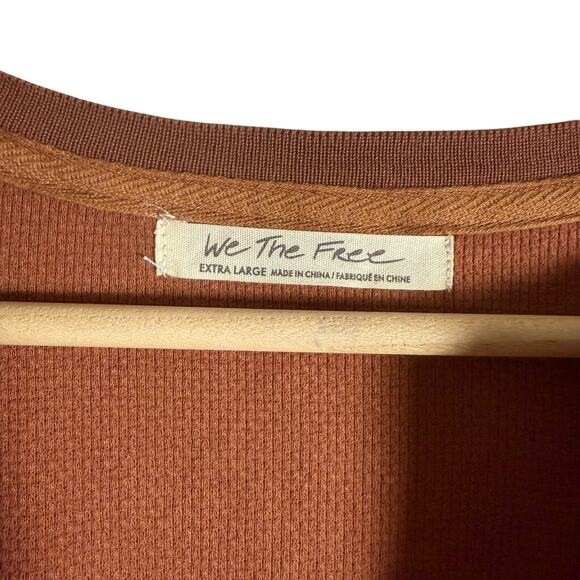 We The Free
EXTRA LARGE MADE IN CHINA / FABRIQUÉ EN CHINE